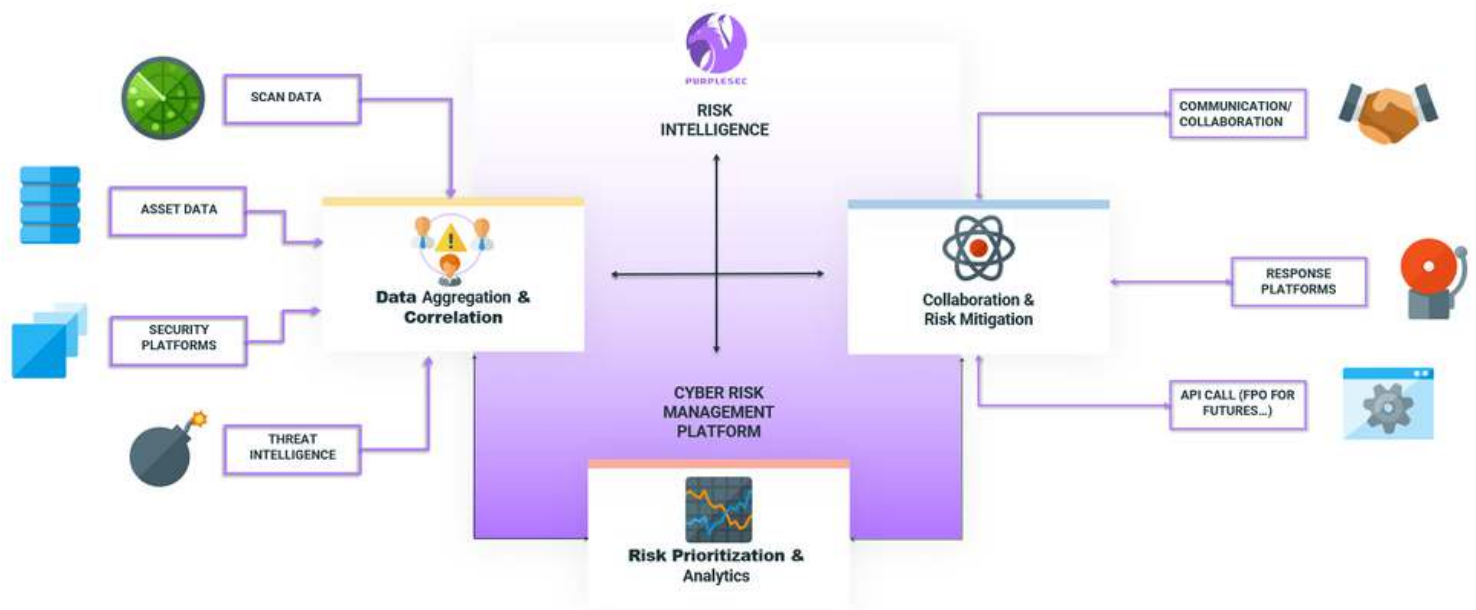 PURPLESEC
RISK
INTELLIGENCE
SCAN DATA
ASSET DATA
SECURITY
PLATFORMS
THREAT
INTELLIGENCE
Data Aggregation &
Correlation
CYBER RISK
MANAGEMENT
PLATFORM
Risk Prioritization &
Analytics
Collaboration &
Risk Mitigation
COMMUNICATION/
COLLABORATION
RESPONSE
PLATFORMS
API CALL (FPO FOR
FUTURES...)